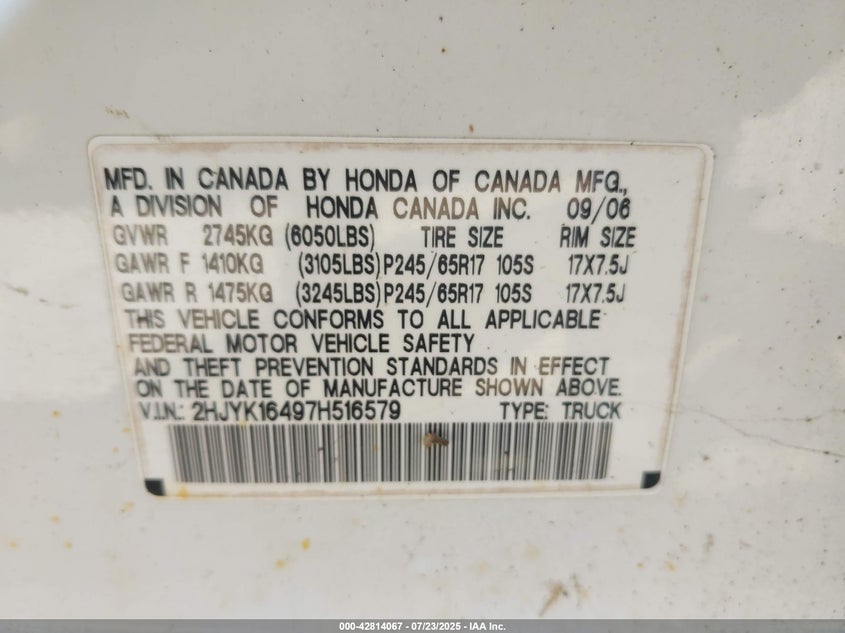 MFD. IN CANADA BY HONDA OF CANADA MFG.,
A DIVISION OF HONDA CANADA INC. 09/06
GVWR 2745KG (6050LBS) TIRE SIZE RIM SIZE
GAWR F 1410KG (3105LBS) P245/65R17 105S 17X7.5J
GAWR R 1475KG (3245LBS) P245/65R17 105S 17X7.5J
THIS VEHICLE CONFORMS TO ALL APPLICABLE
FEDERAL MOTOR VEHICLE SAFETY
AND THEFT PREVENTION STANDARDS IN EFFECT
ON THE DATE OF MANUFACTURE SHOWN ABOVE.
V.I.N.: 2HJYK16497H516579 TYPE: TRUCK
000-42814067 - 07/23/2025 - IAA Inc.